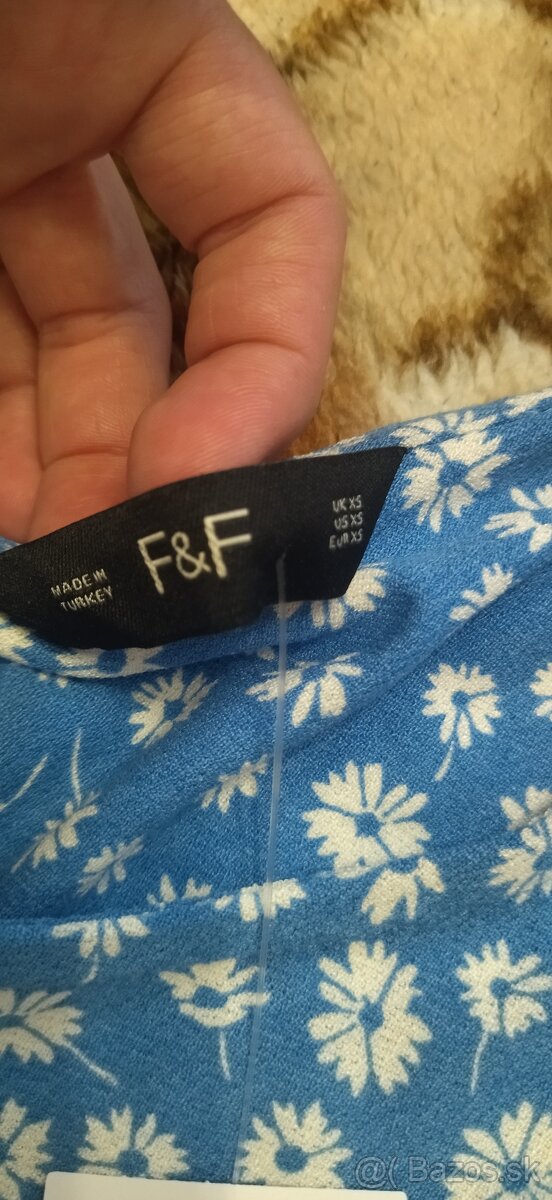 MADE IN
TURKEY
F&F
UK XS
US XS
EUR XS
@( Bazos.sk